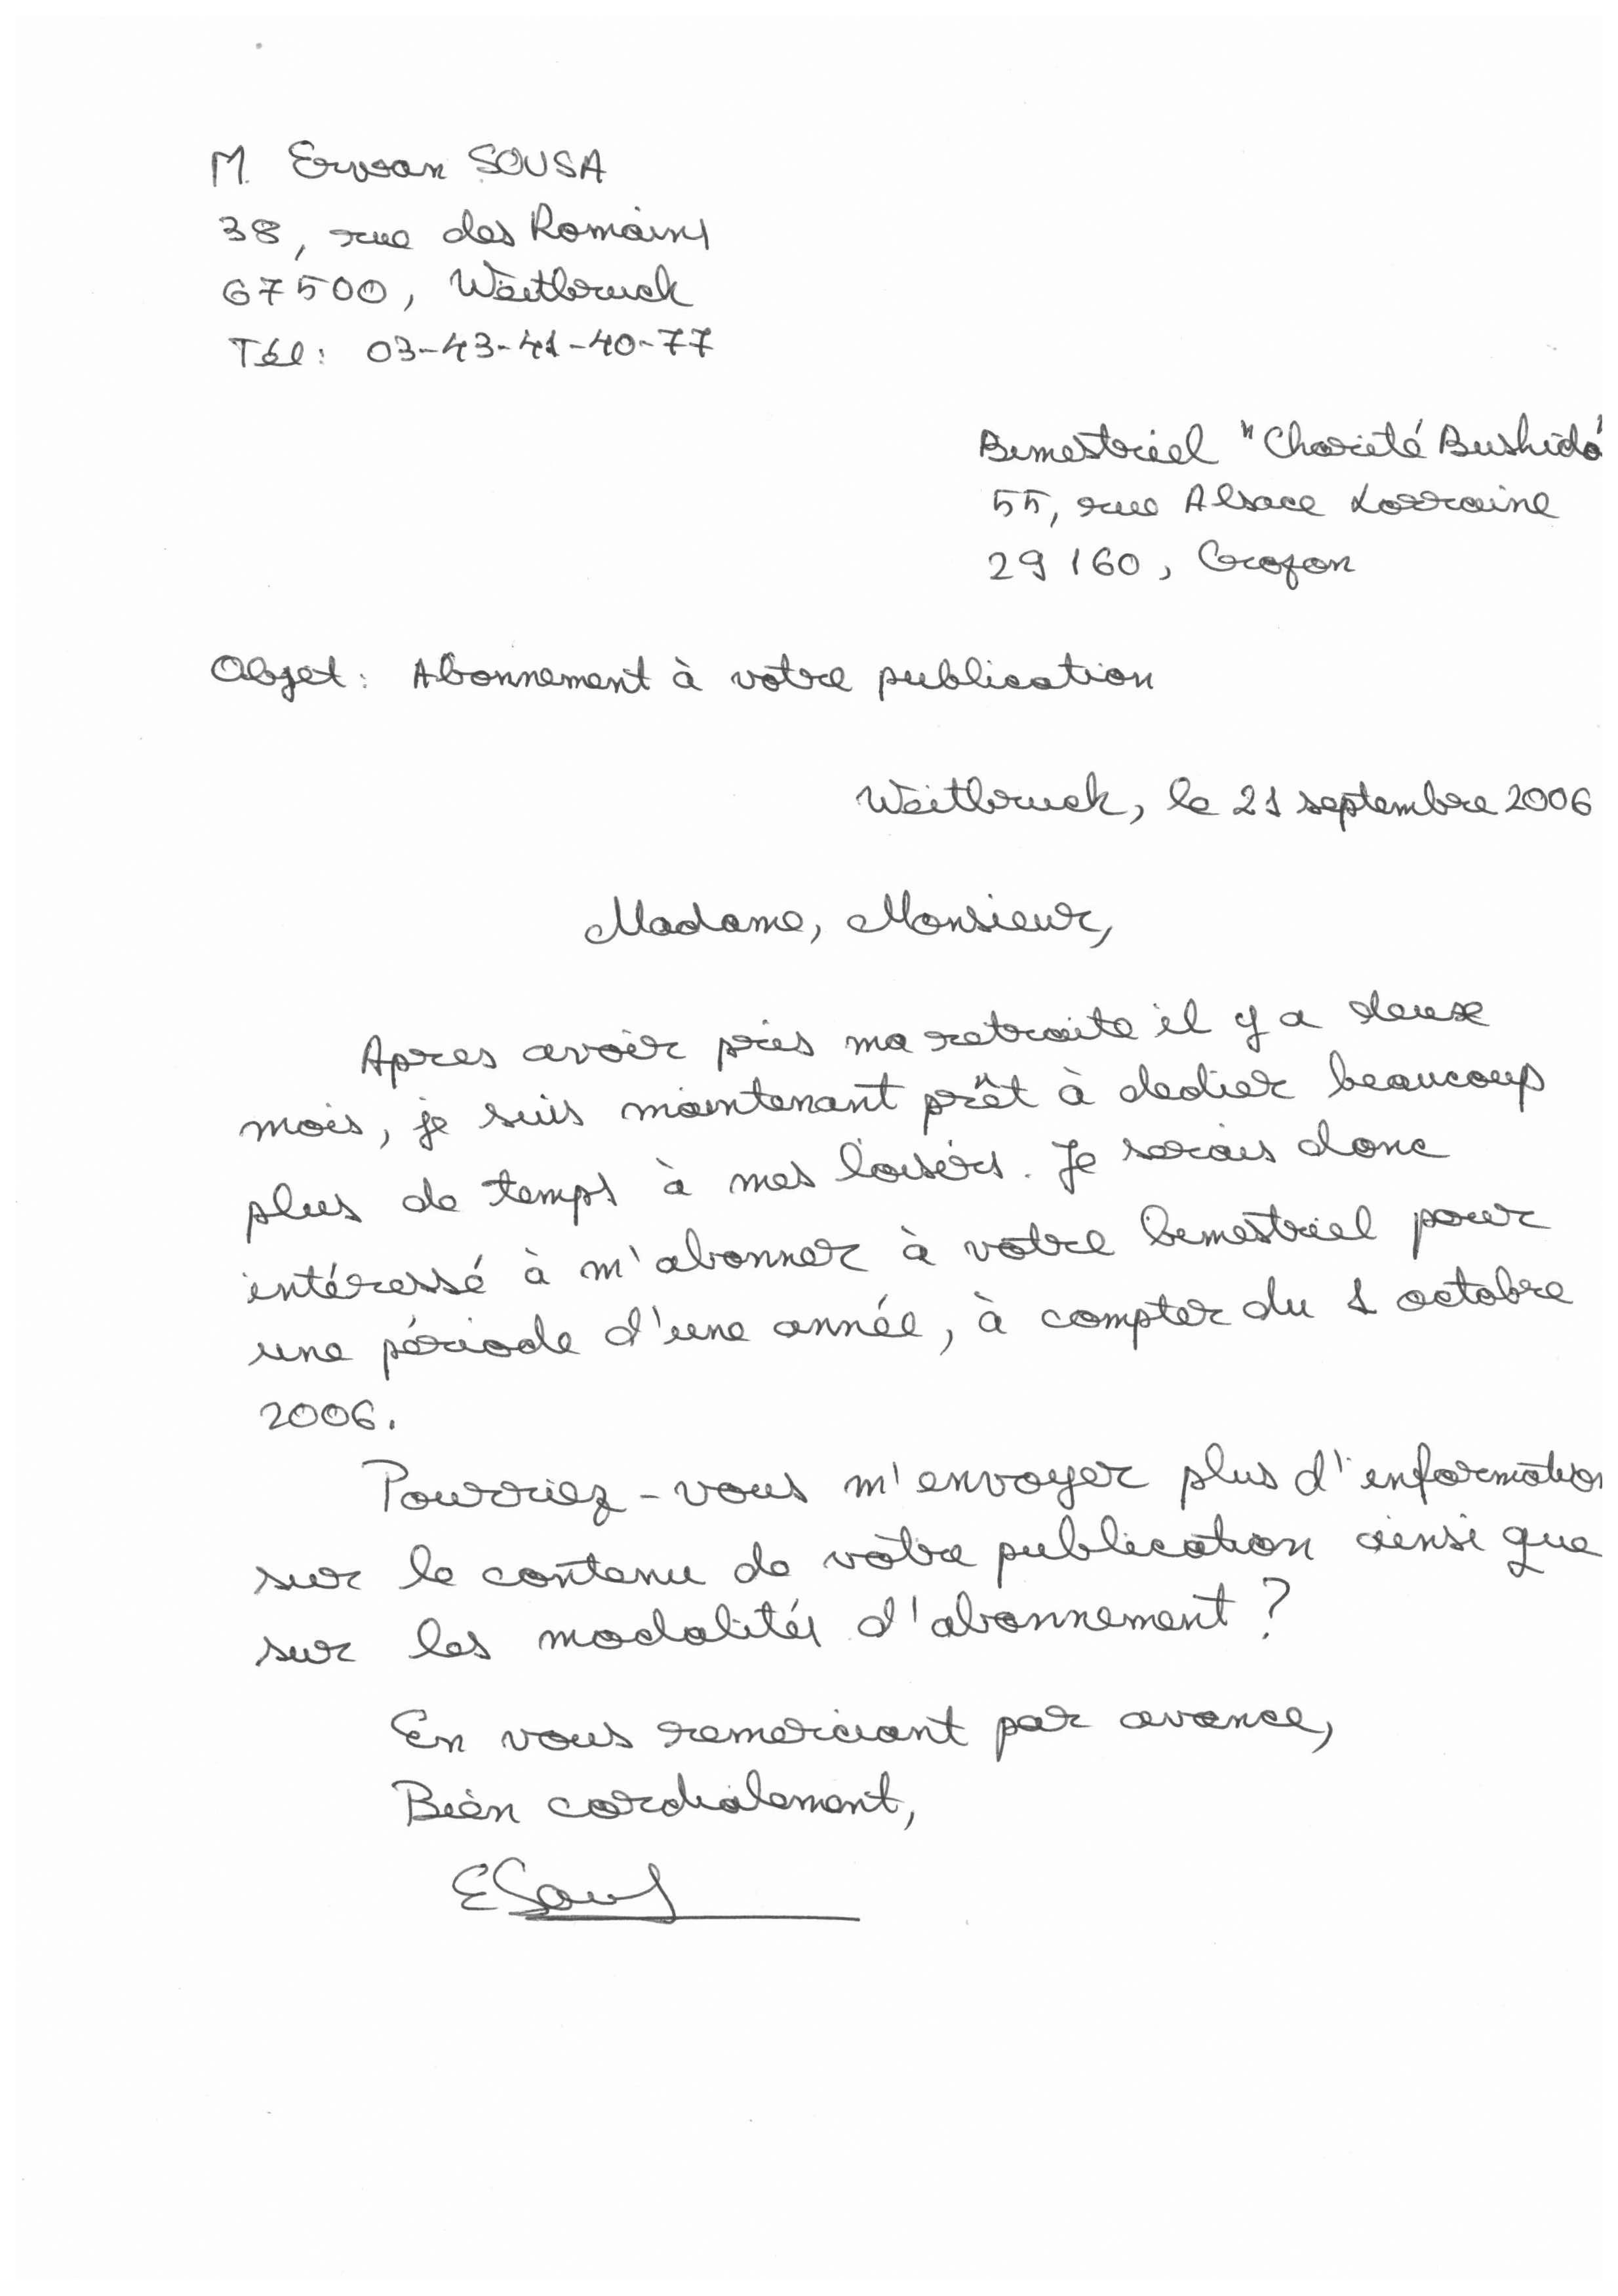 M. Erwan SOUSA
38, rue des Romains
67500, Weitbruch
Tél: 03-43-41-40-77
Bimestriel "Charité Bushido"
55, rue Alsace Lorraine
29160, Crozon
Objet: Abonnement à votre publication
Weitbruch, le 21 septembre 2006
Madame, Monsieur,
Apres avoir pris ma retraite il y a deux
mois, je suis maintenant prêt à dedier beaucoup
plus de temps à mes loisirs. Je serais donc
intéressé à m'abonner à votre bimestriel pour
une période d'une année, à compter du 1 octobre
2006.
Pourriez-vous m'envoyer plus d'information
sur le contenu de votre publication ainsi que
sur les modalités d'abonnement?
En vous remerciant par avance,
Bien cordialement,